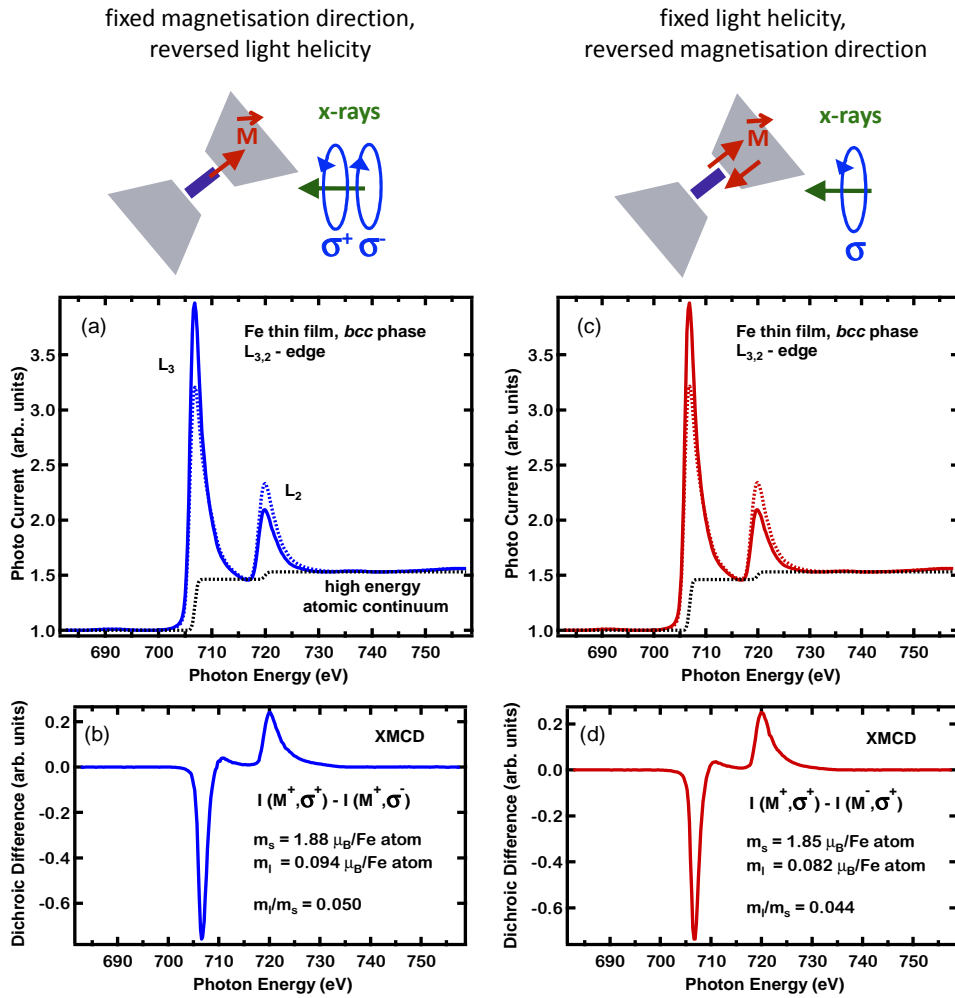 fixed magnetisation direction,
reversed light helicity
M
x-rays
σ+ σ-
(a)
Fe thin film, bcc phase
L3,2 - edge
L3
L2
high energy
atomic continuum
Photo Current (arb.. units)
3.5
3.0
2.5
2.0
1.5
1.0
690 700 710 720 730 740 750
Photon Energy (eV)
(b)
XMCD
I (M+,σ+) - I (M+,σ-)
ms = 1.88 μB/Fe atom
ml = 0.094 μB/Fe atom
ml/ms = 0.050
Dichroic Difference (arb. units)
0.2
0.0
-0.2
-0.4
-0.6
690 700 710 720 730 740 750
Photon Energy (eV)
fixed light helicity,
reversed magnetisation direction
M
x-rays
σ
(c)
Fe thin film, bcc phase
L3,2 - edge
Photo Current (arb. units)
3.5
3.0
2.5
2.0
1.5
1.0
690 700 710 720 730 740 750
Photon Energy (eV)
(d)
XMCD
I (M+,σ+) - I (M-,σ+)
ms = 1.85 μB/Fe atom
ml = 0.082 μB/Fe atom
ml/ms = 0.044
Dichroic Difference (arb. units)
0.2
0.0
-0.2
-0.4
-0.6
690 700 710 720 730 740 750
Photon Energy (eV)